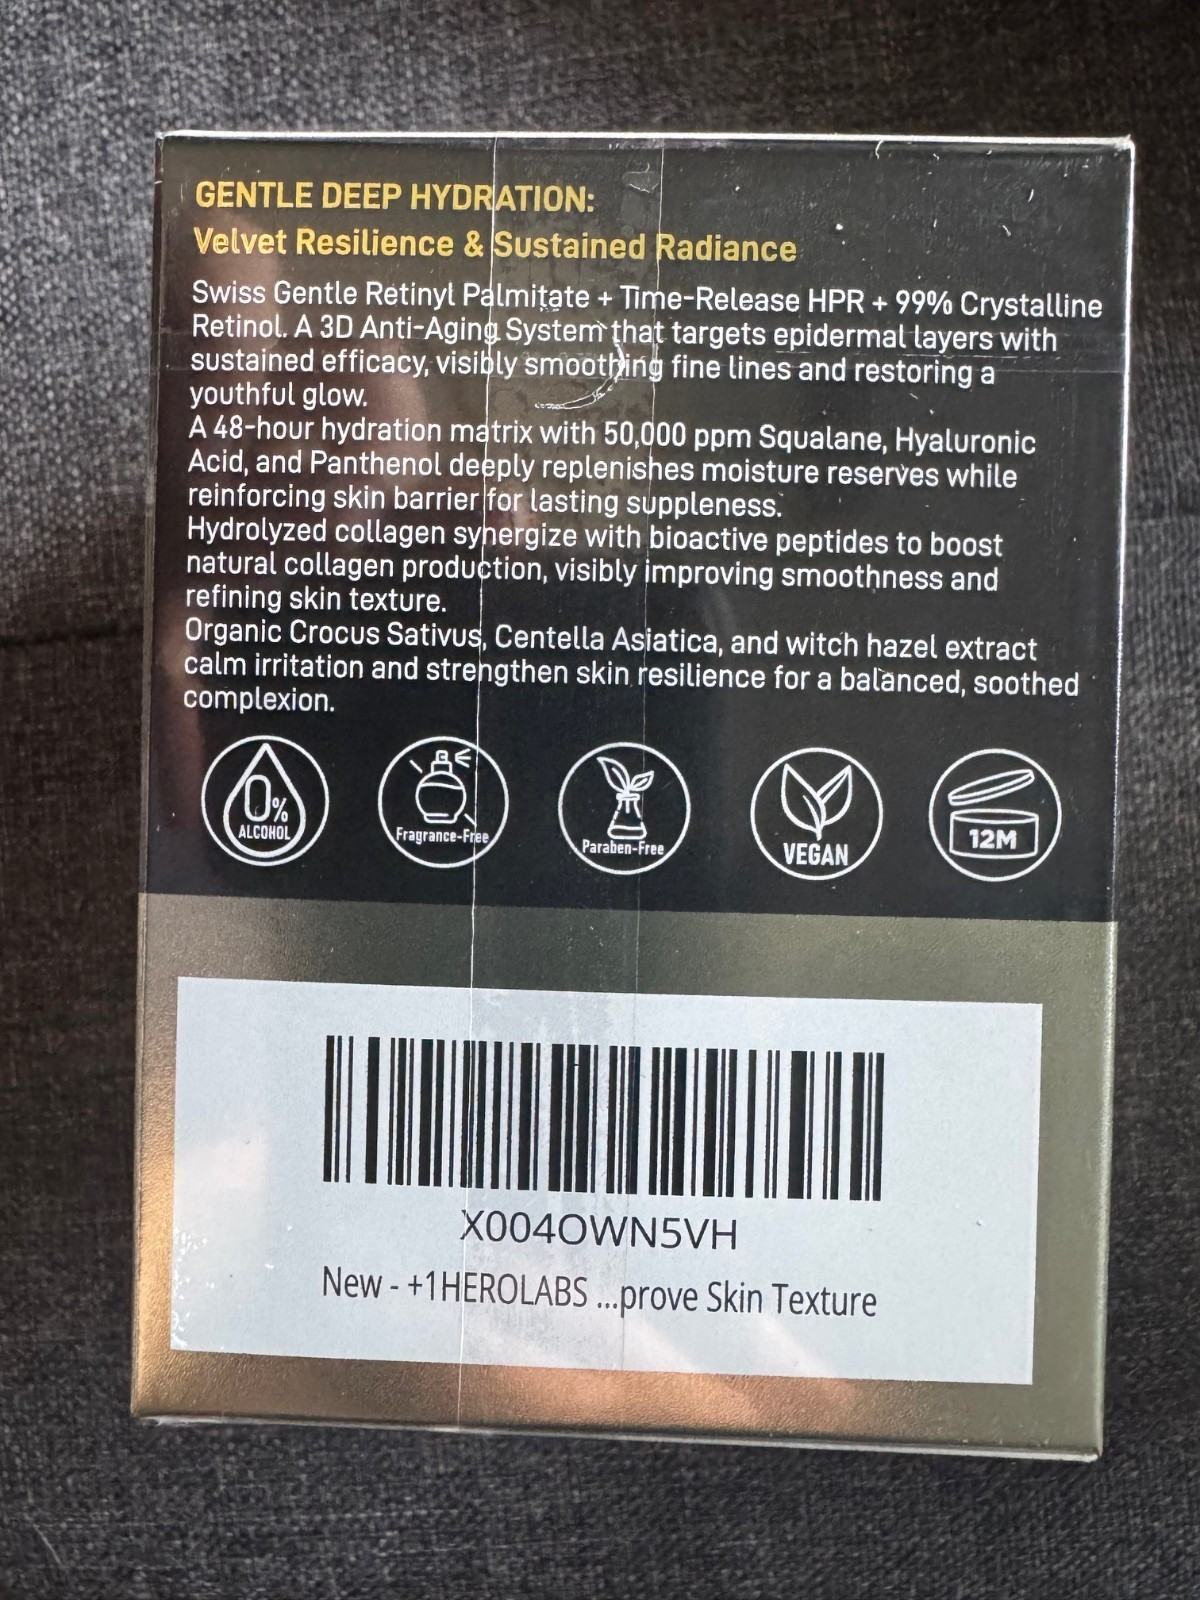 GENTLE DEEP HYDRATION:
Velvet Resilience & Sustained Radiance
Swiss Gentle Retinyl Palmitate + Time-Release HPR + 99% Crystalline
Retinol. A 3D Anti-Aging System that targets epidermal layers with
sustained efficacy, visibly smoothing fine lines and restoring a
youthful glow.
A 48-hour hydration matrix with 50,000 ppm Squalane, Hyaluronic
Acid, and Panthenol deeply replenishes moisture reserves while
reinforcing skin barrier for lasting suppleness.
Hydrolyzed collagen synergize with bioactive peptides to boost
natural collagen production, visibly improving smoothness and
refining skin texture.
Organic Crocus Sativus, Centella Asiatica, and witch hazel extract
calm irritation and strengthen skin resilience for a balanced, soothed
complexion.
0%
ALCOHOL
Fragrance-Free
Paraben-Free
VEGAN
12M
X004OWN5VH
New - +1HEROLABS ...prove Skin Texture